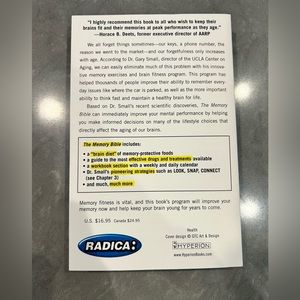 "I highly recommend this book to all who wish to keep their
brains fit and their memories at peak performance as they age."
—Horace B. Deets, former executive director of AARP
We all forget things sometimes—our keys, a phone number, the
reason we went to the market—and our forgetfulness only increases
with age. According to Dr. Gary Small, director of the UCLA Center on
Aging, we can easily eliminate much of this problem with his innova-
tive memory exercises and brain fitness program. This program has
helped thousands of people improve their ability to remember every-
day issues like where the car is parked, as well as the more important
ability to think fast and maintain a healthy brain for life.
Based on Dr. Small's recent scientific discoveries, The Memory
Bible can immediately improve your mental performance by helping
you make informed decisions on many of the lifestyle choices that
directly affect the aging of our brains.
The Memory Bible includes:
• a "brain diet" of memory-protective foods
• a guide to the most effective drugs and treatments available
• a workbook section with a weekly and daily calendars
• Dr. Small's pioneering strategies such as LOOK, SNAP, CONNECT
(see Chapter 3)
• and much, much more
Memory fitness is vital, and this book's program will improve your
memory now and help keep your brain young for years to come.
U.S. $16.95 Canada $24.95
RADICA:
Health
Cover design © GTC Art & Design
HYPERION
www.HyperionBooks.com